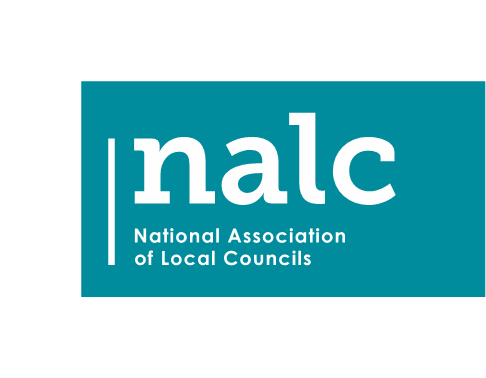 nalc
National Association
of Local Councils